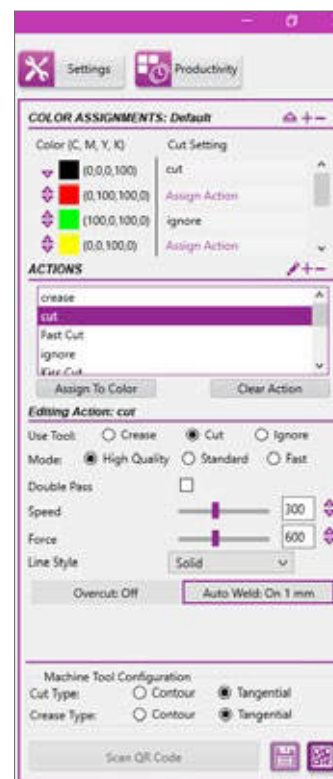 Settings Productivity
COLOR ASSIGNMENTS: Default
Color (C, M, Y, K) Cut Setting
(0,0,0,100) cut
(0,100,100,0) Assign Action
(100,0,100,0) ignore
(0,0,100,0) Assign Action
ACTIONS
crease
cut
Fast Cut
ignore
Kiss Cut
Assign To Color Clear Action
Editing Action: cut
Use Tool: Crease Cut Ignore
Mode: High Quality Standard Fast
Double Pass
Speed 300
Force 600
Line Style Solid
Overcut: Off Auto Weld: On 1 mm
Machine Tool Configuration
Cut Type: Contour Tangential
Crease Type: Contour Tangential
Scan QR Code